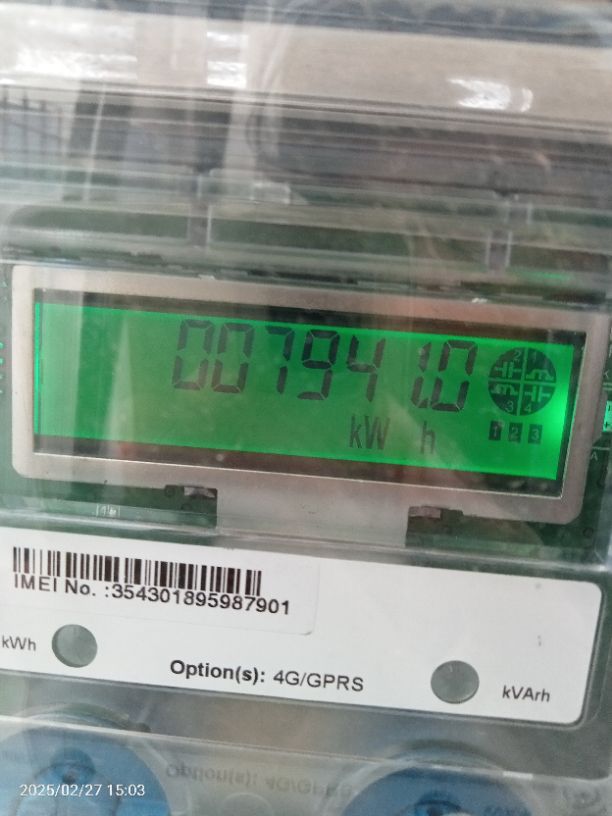 007941.0
kW h
1 2 3
IMEI No. :354301895987901
kWh
Option(s): 4G/GPRS
kVArh
2025/02/27 15:03